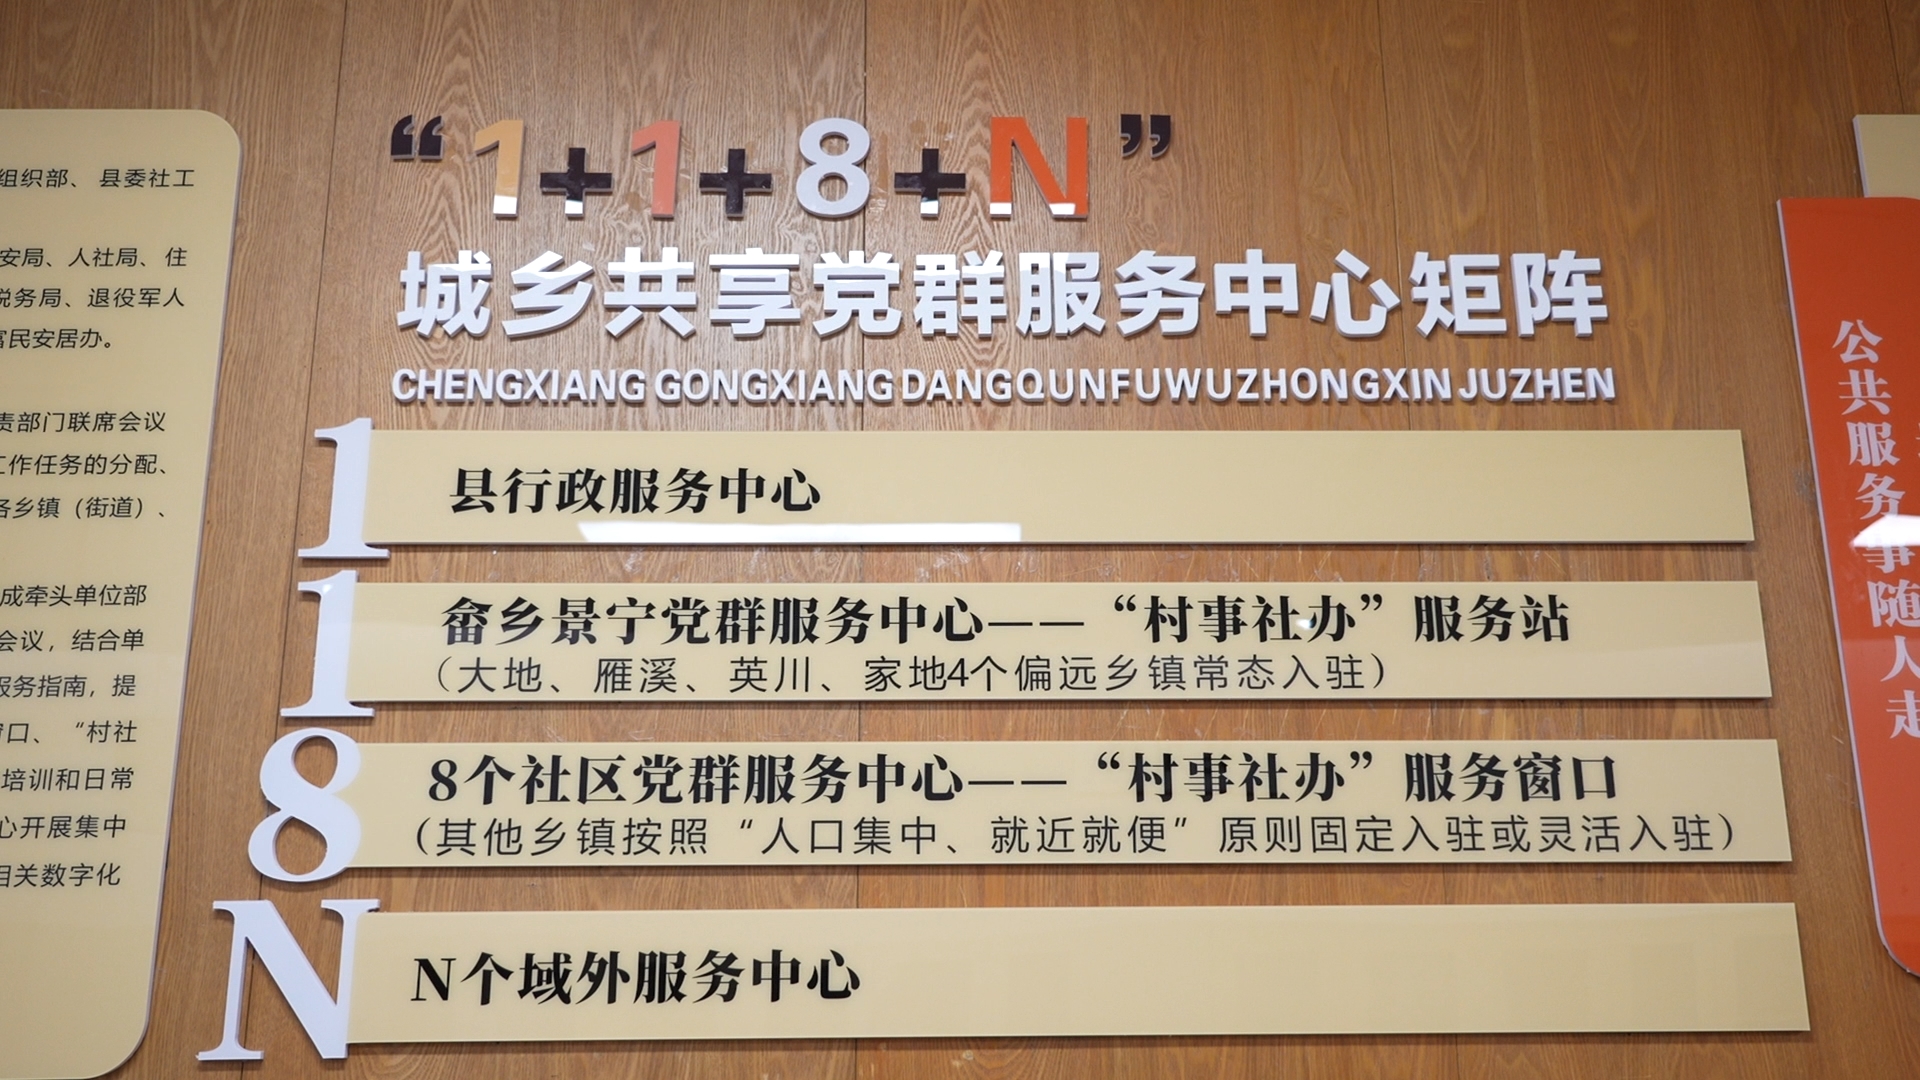 组织部、县委社工
安局、人社局、住
税务局、退役军人
富民安居办。
责部门联席会议
工作任务的分配、
各乡镇（街道）、
成牵头单位部
会议，结合单
服务指南，提
窗口、“村社
培训和日常
心开展集中
相关数字化
“1+1+8+N”
城乡共享党群服务中心矩阵
CHENGXIANG GONGXIANG DANGQUNFUWUZHONGXIN JUZHEN
1
县行政服务中心
1
畲乡景宁党群服务中心——“村事社办”服务站
（大地、雁溪、英川、家地4个偏远乡镇常态入驻）
8
8个社区党群服务中心——“村事社办”服务窗口
（其他乡镇按照“人口集中、就近就便”原则固定入驻或灵活入驻）
N
N个域外服务中心
公共服务事随人走